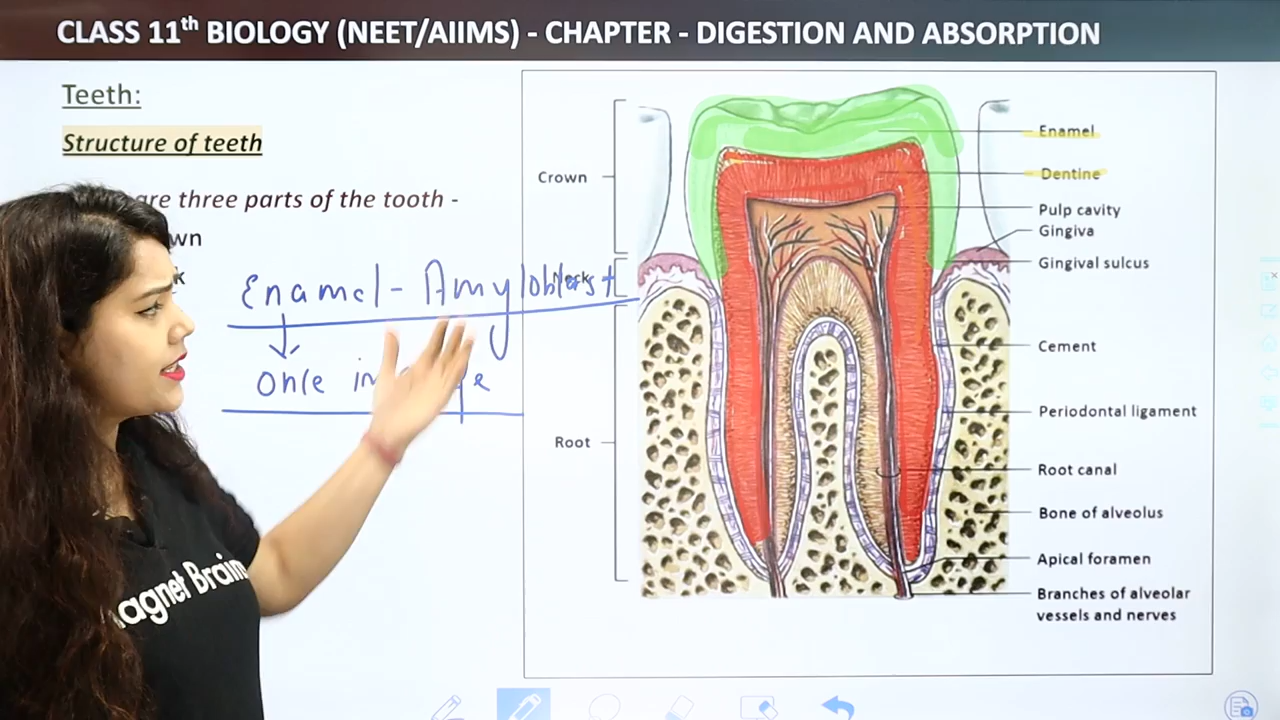 CLASS 11th BIOLOGY (NEET/AIIMS) - CHAPTER - DIGESTION AND ABSORPTION
Teeth:
Structure of teeth
are three parts of the tooth -
wn
k
Enamel - Amyloblast
Once in
Crown
Neck
Root
Enamel
Dentine
Pulp cavity
Gingiva
Gingival sulcus
Cement
Periodontal ligament
Root canal
Bone of alveolus
Apical foramen
Branches of alveolar
vessels and nerves
agnet Brain